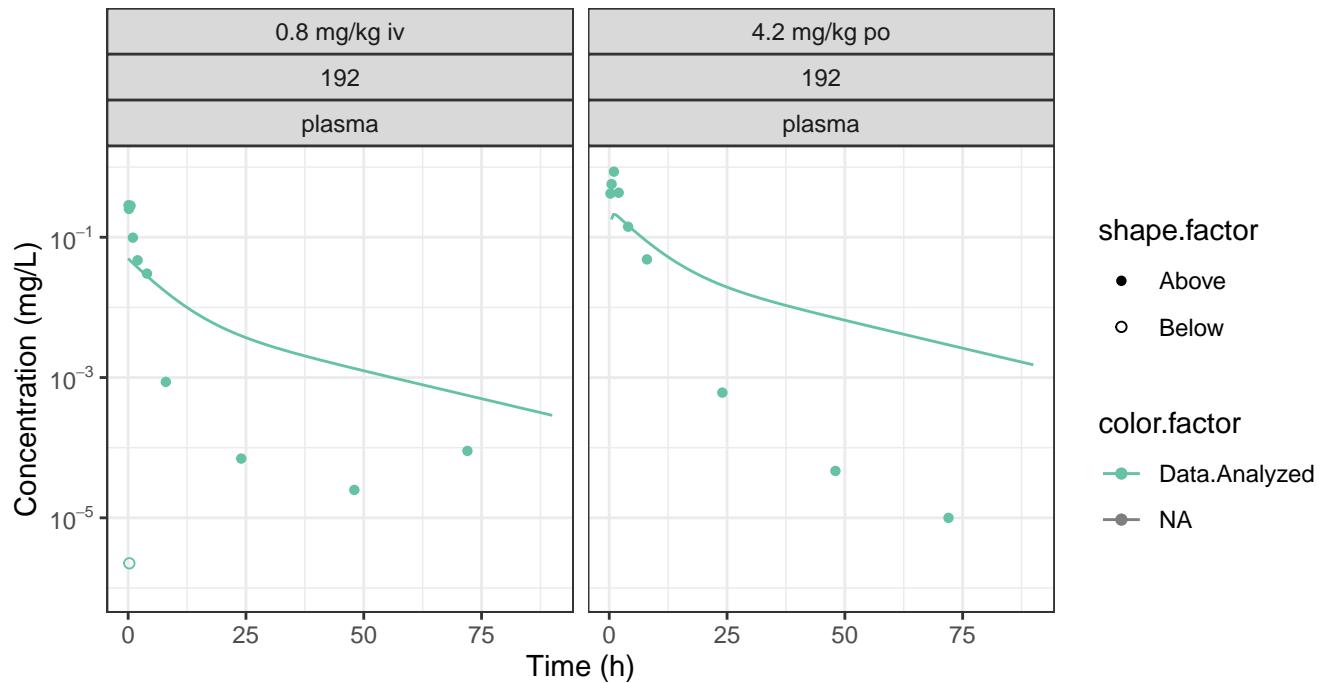 0.8 mg/kg iv
4.2 mg/kg po
192
192
plasma
plasma
Concentration (mg/L)
10⁻¹
10⁻³
10⁻⁵
0 25 50 75
0 25 50 75
Time (h)
shape.factor
Above
Below
color.factor
Data.Analyzed
NA